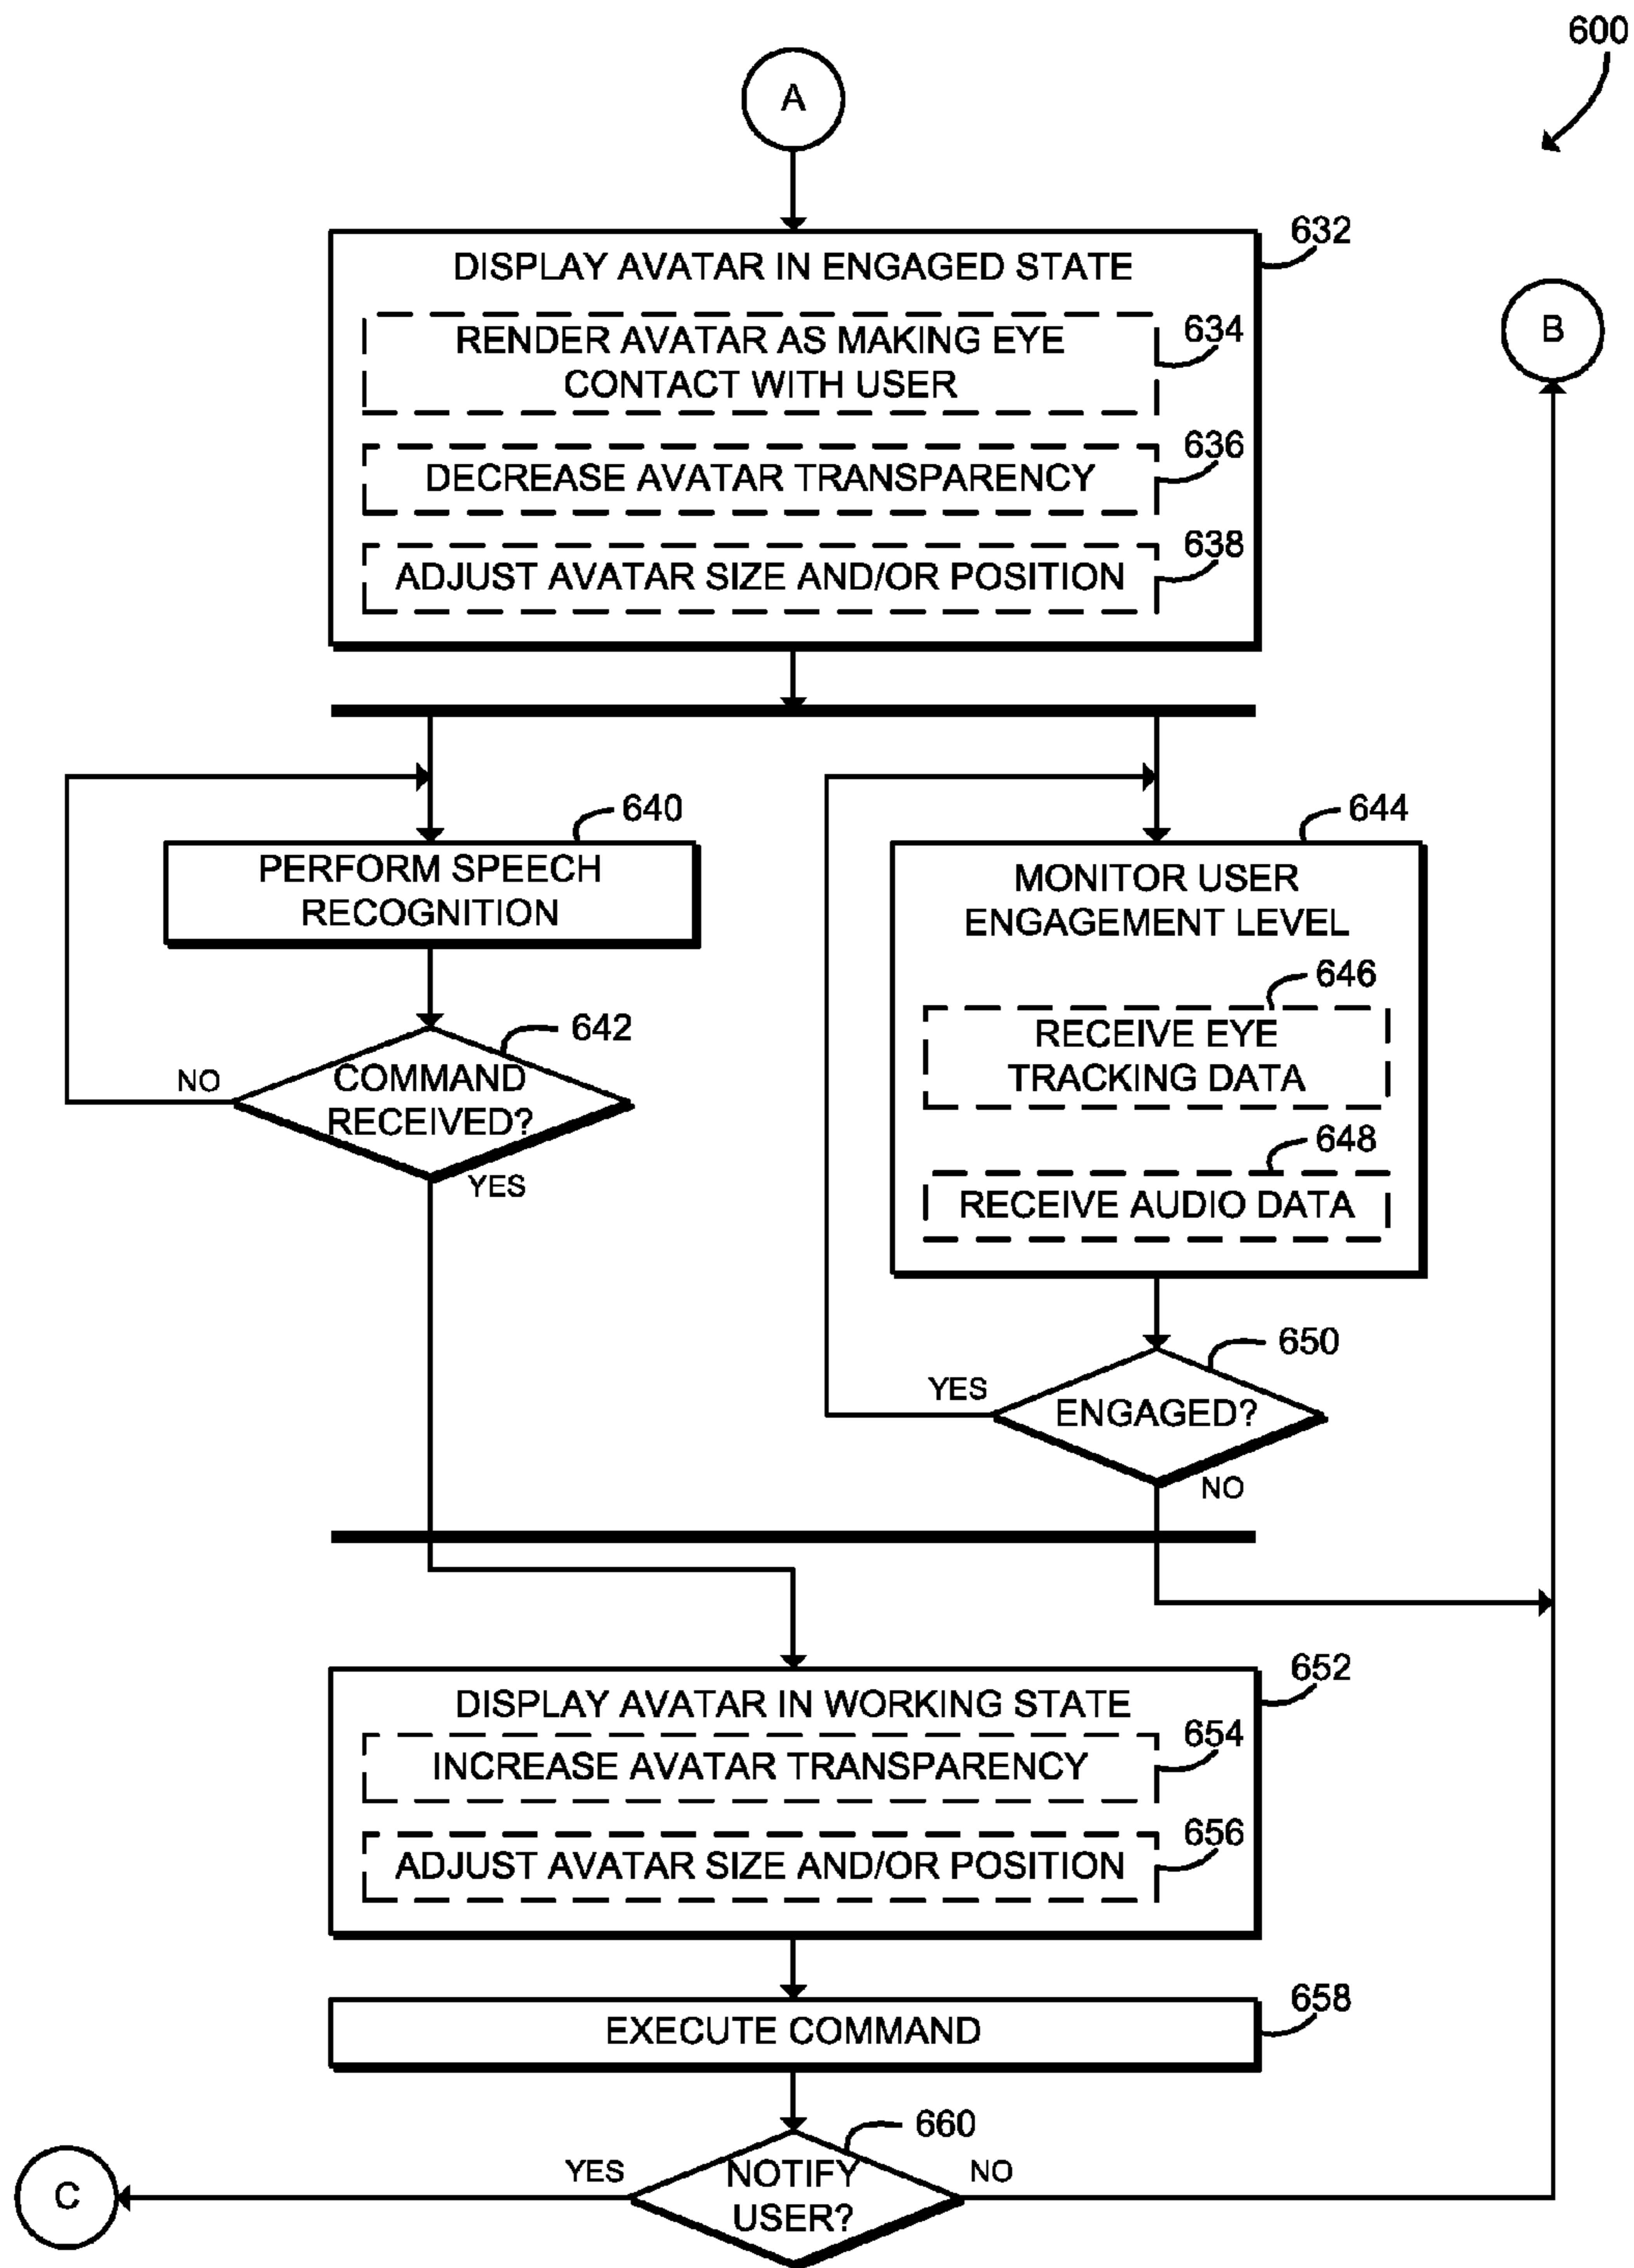 600
A
632
DISPLAY AVATAR IN ENGAGED STATE
B
RENDER AVATAR AS MAKING EYE
CONTACT WITH USER
634
DECREASE AVATAR TRANSPARENCY
636
ADJUST AVATAR SIZE AND/OR POSITION
638
640
PERFORM SPEECH
RECOGNITION
642
COMMAND
RECEIVED?
NO
YES
644
MONITOR USER
ENGAGEMENT LEVEL
646
RECEIVE EYE
TRACKING DATA
648
RECEIVE AUDIO DATA
650
ENGAGED?
YES
NO
652
DISPLAY AVATAR IN WORKING STATE
654
INCREASE AVATAR TRANSPARENCY
656
ADJUST AVATAR SIZE AND/OR POSITION
658
EXECUTE COMMAND
660
NOTIFY
USER?
YES
NO
C